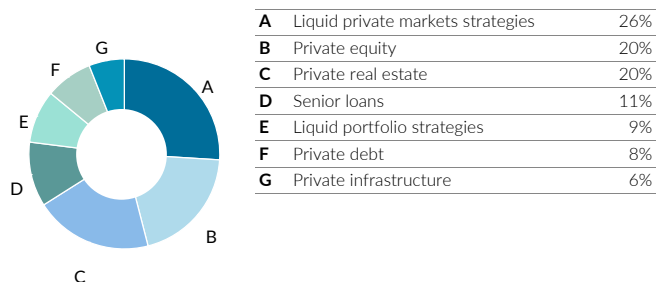 A
B
C
D
E
F
G
A Liquid private markets strategies 26%
B Private equity 20%
C Private real estate 20%
D Senior loans 11%
E Liquid portfolio strategies 9%
F Private debt 8%
G Private infrastructure 6%